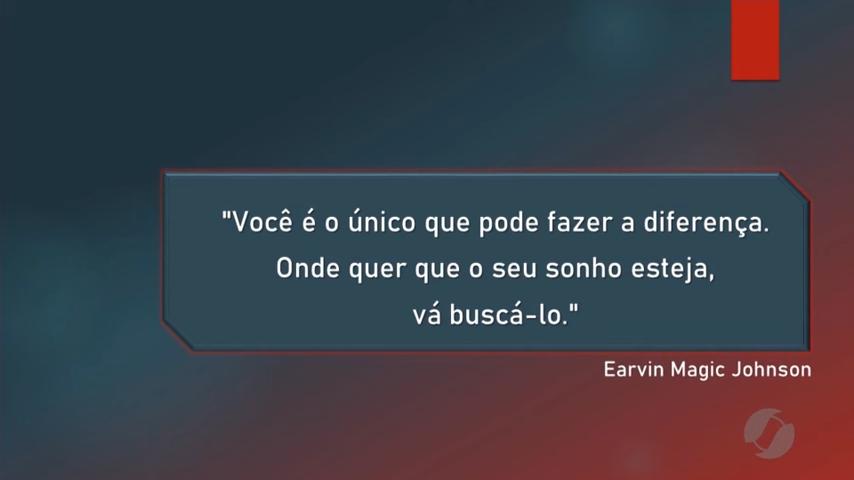 "Você é o único que pode fazer a diferença.
Onde quer que o seu sonho esteja,
vá buscá-lo."
Earvin Magic Johnson